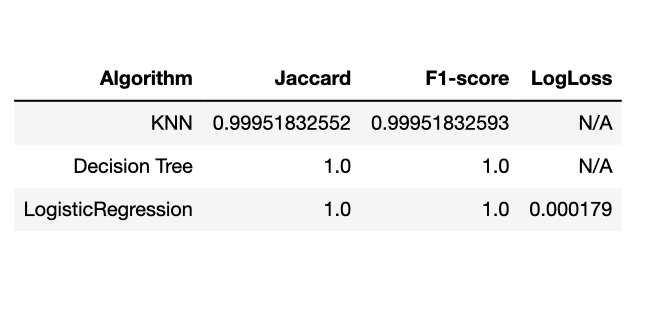 Algorithm Jaccard F1-score LogLoss
KNN 0.99951832552 0.99951832593 N/A
Decision Tree 1.0 1.0 N/A
LogisticRegression 1.0 1.0 0.000179